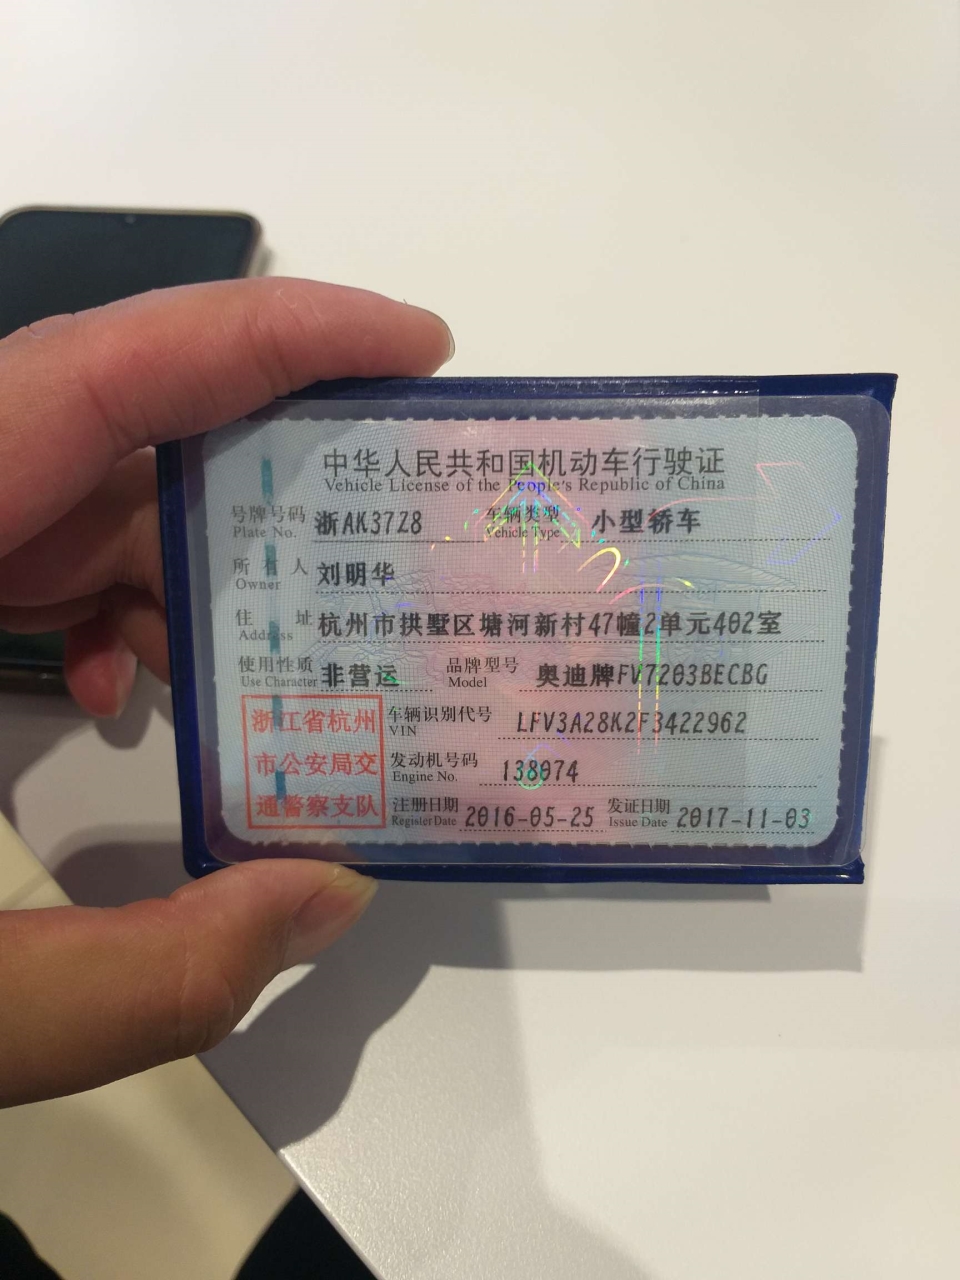 中华人民共和国机动车行驶证
Vehicle License of the People's Republic of China
号牌号码 浙AK37Z8 车辆类型 小型轿车
Plate No. Vehicle Type
所有人 刘明华
Owner
住址 杭州市拱墅区塘河新村47幢2单元402室
Address
使用性质 非营运 品牌型号 奥迪牌FV7203BECBG
Use Character Model
浙江省杭州
市公安局交
通警察支队
车辆识别代号 LFV3A28K2F3422962
VIN
发动机号码 138074
Engine No.
注册日期 2016-05-25 发证日期 2017-11-03
Register Date Issue Date